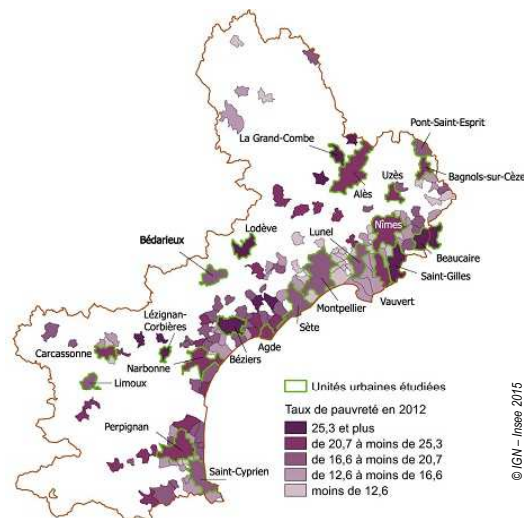 Pont-Saint-Esprit
La Grand-Combe
Uzès
Bagnols-sur-Cèze
Alès
Nîmes
Lodève
Lunel
Bédarieux
Beaucaire
Saint-Gilles
Lézignan-
Corbières
Montpellier
Vauvert
Sète
Carcassonne
Agde
Narbonne
Béziers
Limoux
Unités urbaines étudiées
Taux de pauvreté en 2012
25,3 et plus
de 20,7 à moins de 25,3
de 16,6 à moins de 20,7
de 12,6 à moins de 16,6
moins de 12,6
Perpignan
Saint-Cyprien
© IGN – Insee 2015